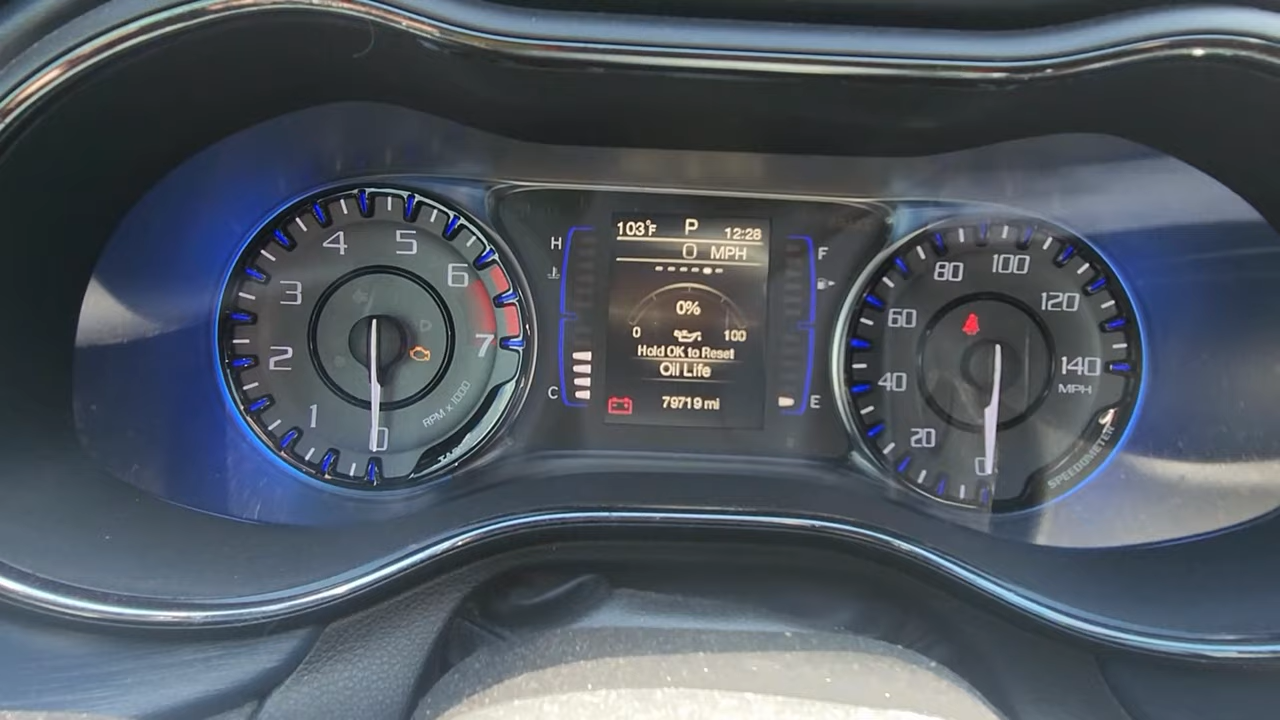 103°F P 12:28
0 MPH
0%
0 100
Hold OK to Reset
Oil Life
79719 mi
H
C
F
E
0
1
2
3
4
5
6
7
RPM x 1000
P
0
20
40
60
80
100
120
140
MPH
SPEEDOMETER